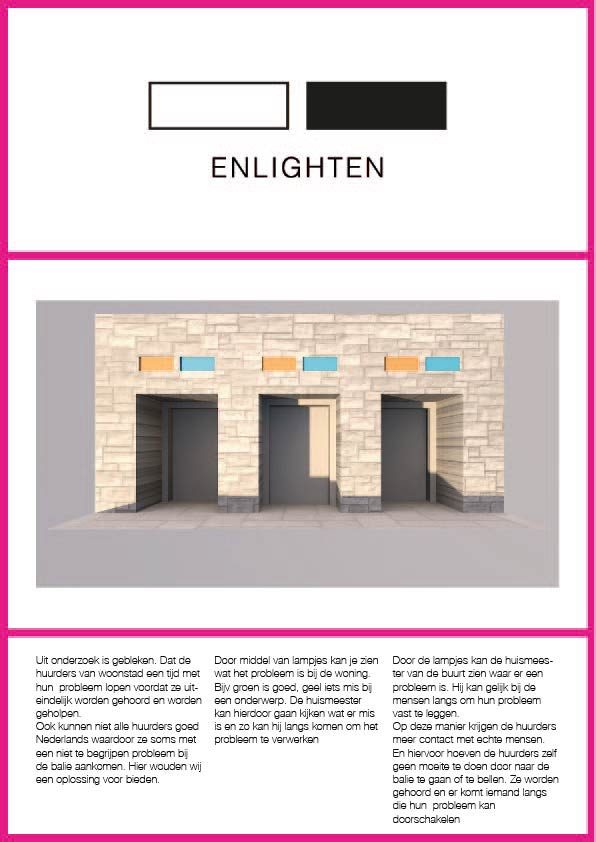 ENLIGHTEN
Uit onderzoek is gebleken. Dat de
huurders van woonstad een tijd met
hun  probleem lopen voordat ze uit-
eindelijk worden gehoord en worden
geholpen.
Ook kunnen niet alle huurders goed
Nederlands waardoor ze soms met
een niet te begrijpen probleem bij
de balie aankomen. Hier wouden wij
een oplossing voor bieden.
Door middel van lampjes kan je zien
wat het probleem is bij de woning.
Bijv groen is goed, geel iets mis bij
een onderwerp. De huismeester
kan hierdoor gaan kijken wat er mis
is en zo kan hij langs komen om het
probleem te verwerken
Door de lampjes kan de huismees-
ter van de buurt zien waar er een
probleem is. Hij kan gelijk bij de
mensen langs om hun probleem
vast te leggen.
Op deze manier krijgen de huurders
meer contact met echte mensen.
En hiervoor hoeven de huurders zelf
geen moeite te doen door naar de
balie te gaan of te bellen. Ze worden
gehoord en er komt iemand langs
die hun  probleem kan
doorschakelen